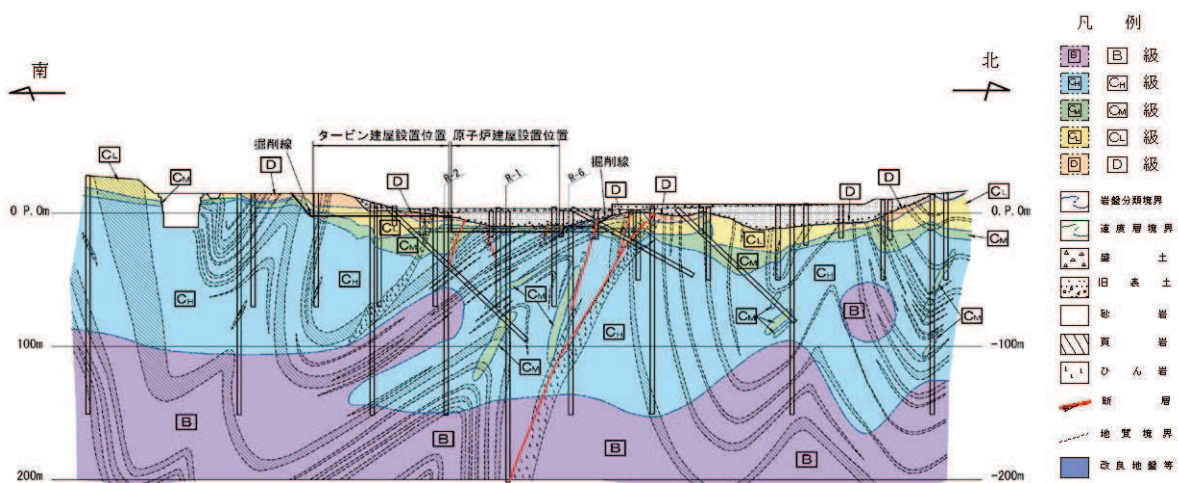 南
北
掘削線
タービン建屋設置位置
原子炉建屋設置位置
掘削線
R-2
R-1
R-6
0 P.0m
100m
200m
0.P.0m
-100m
-200m
CL
CM
D
D
D
D
D
D
CL
CM
CL
CM
CL
CM
CH
CH
CM
CM
CH
CM
CH
B
CM
B
B
B
B
凡 例
B B 級
CH CH 級
CM CM 級
CL CL 級
D D 級
岩盤分類境界
速度層境界
盛 土
旧 表 土
砂 岩
頁 岩
ひ ん 岩
断 層
地 質 境 界
改 良 地 盤 等